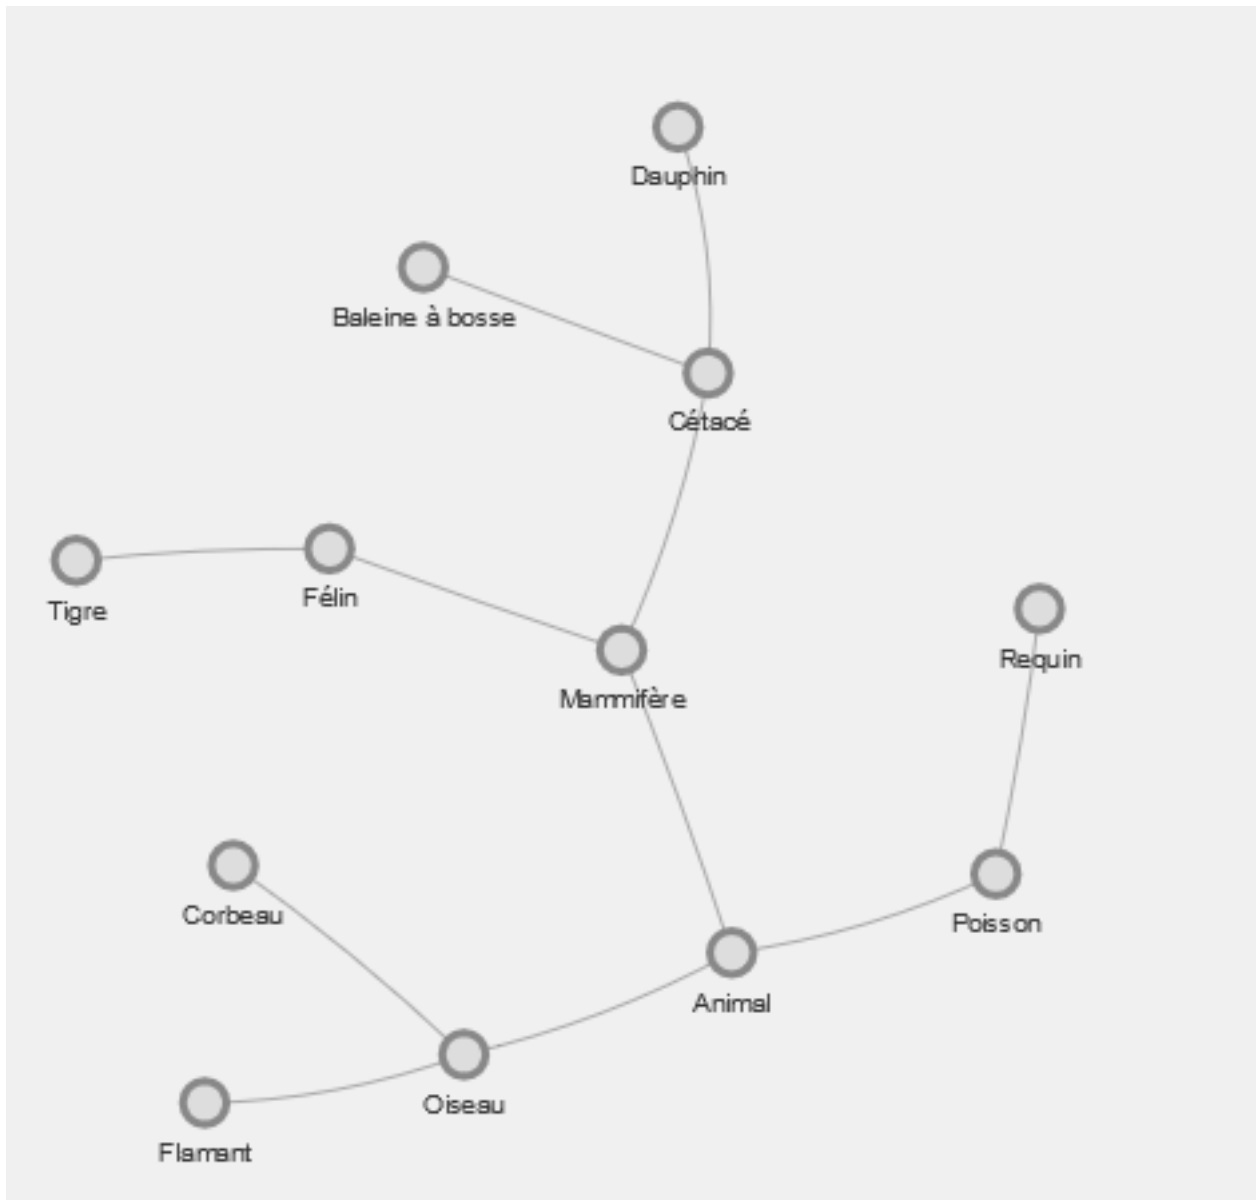 Dauphin
Baleine à bosse
Cétacé
Félin
Tigre
Requin
Mammifère
Corbeau
Poisson
Animal
Oiseau
Flamant